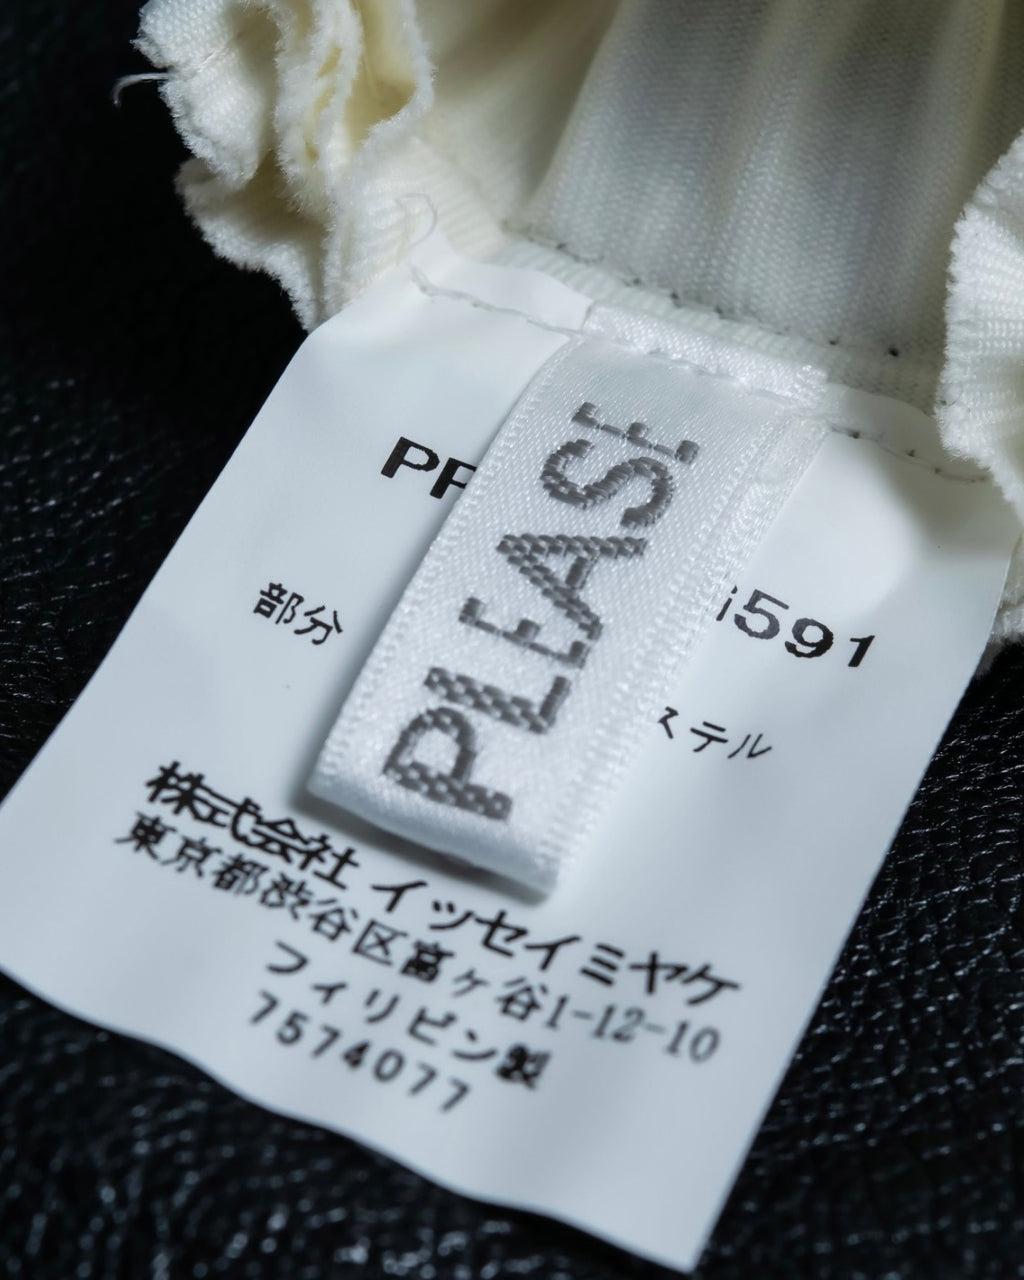 PLEASE
PP
591
部分
ステル
株式会社 イッセイミヤケ
東京都渋谷区富ヶ谷1-12-10
フィリピン製
7574077